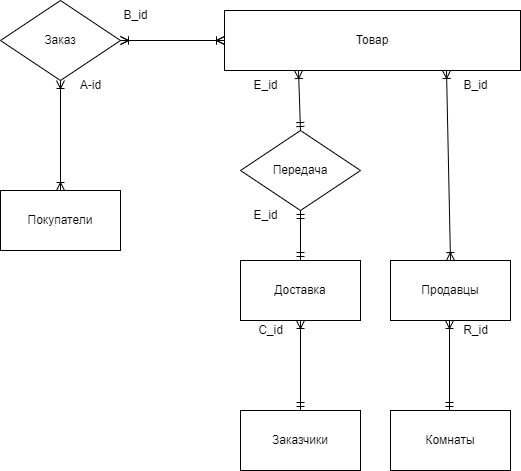 B_id
Заказ
Товар
A-id
E_id
B_id
Передача
Покупатели
E_id
Доставка
Продавцы
C_id
R_id
Заказчики
Комнаты